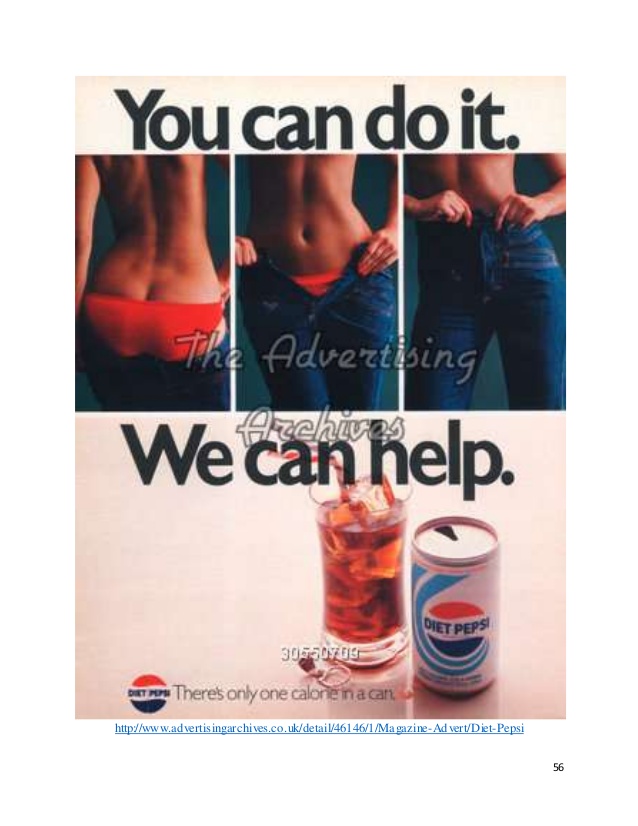 You can do it.
The Advertising
Archives
We can help.
DIET PEPSI
30550709
DIET PEPSI There's only one calorie in a can.
http://www.advertisingarchives.co.uk/detail/46146/1/Magazine-Advert/Diet-Pepsi
56